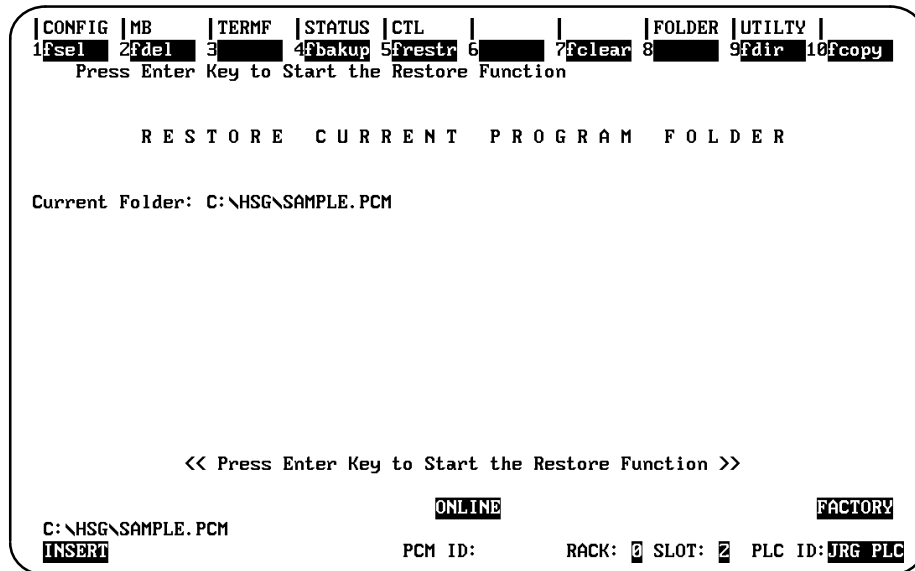 |CONFIG |MB |TERMF |STATUS |CTL | | |FOLDER |UTILTY |
1fsel 2fdel 3 4fbakup 5frestr 6 7fclear 8 9fdir 10fcopy
Press Enter Key to Start the Restore Function
R E S T O R E C U R R E N T P R O G R A M F O L D E R
Current Folder: C:\HSG\SAMPLE.PCM
<< Press Enter Key to Start the Restore Function >>
ONLINE FACTORY
C:\HSG\SAMPLE.PCM
INSERT PCM ID: RACK: 0 SLOT: 2 PLC ID: JRG PLC